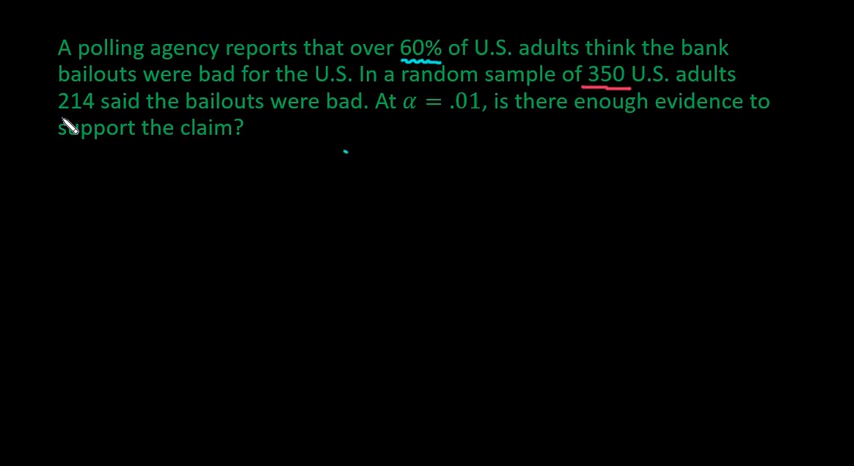 A polling agency reports that over 60% of U.S. adults think the bank
bailouts were bad for the U.S. In a random sample of 350 U.S. adults
214 said the bailouts were bad. At α = .01, is there enough evidence to
support the claim?